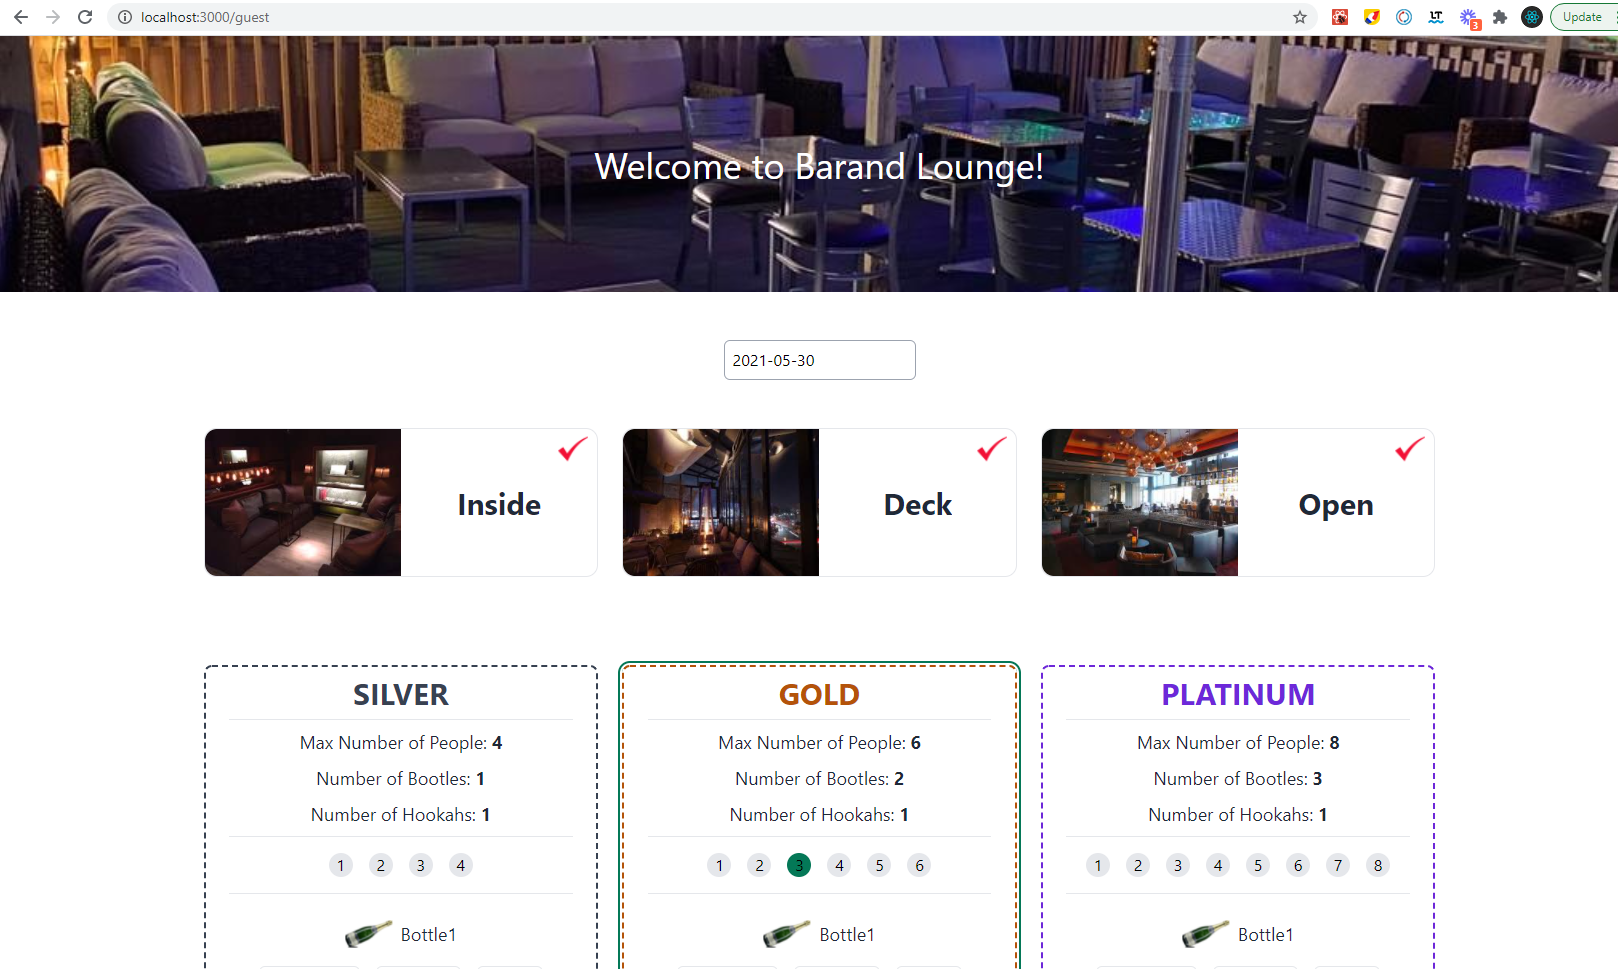 localhost:3000/guest
LT
3
Update
Welcome to Barand Lounge!
2021-05-30
Inside
Deck
Open
SILVER
Max Number of People: 4
Number of Bootles: 1
Number of Hookahs: 1
1 2 3 4
Bottle1
GOLD
Max Number of People: 6
Number of Bootles: 2
Number of Hookahs: 1
1 2 3 4 5 6
Bottle1
PLATINUM
Max Number of People: 8
Number of Bootles: 3
Number of Hookahs: 1
1 2 3 4 5 6 7 8
Bottle1